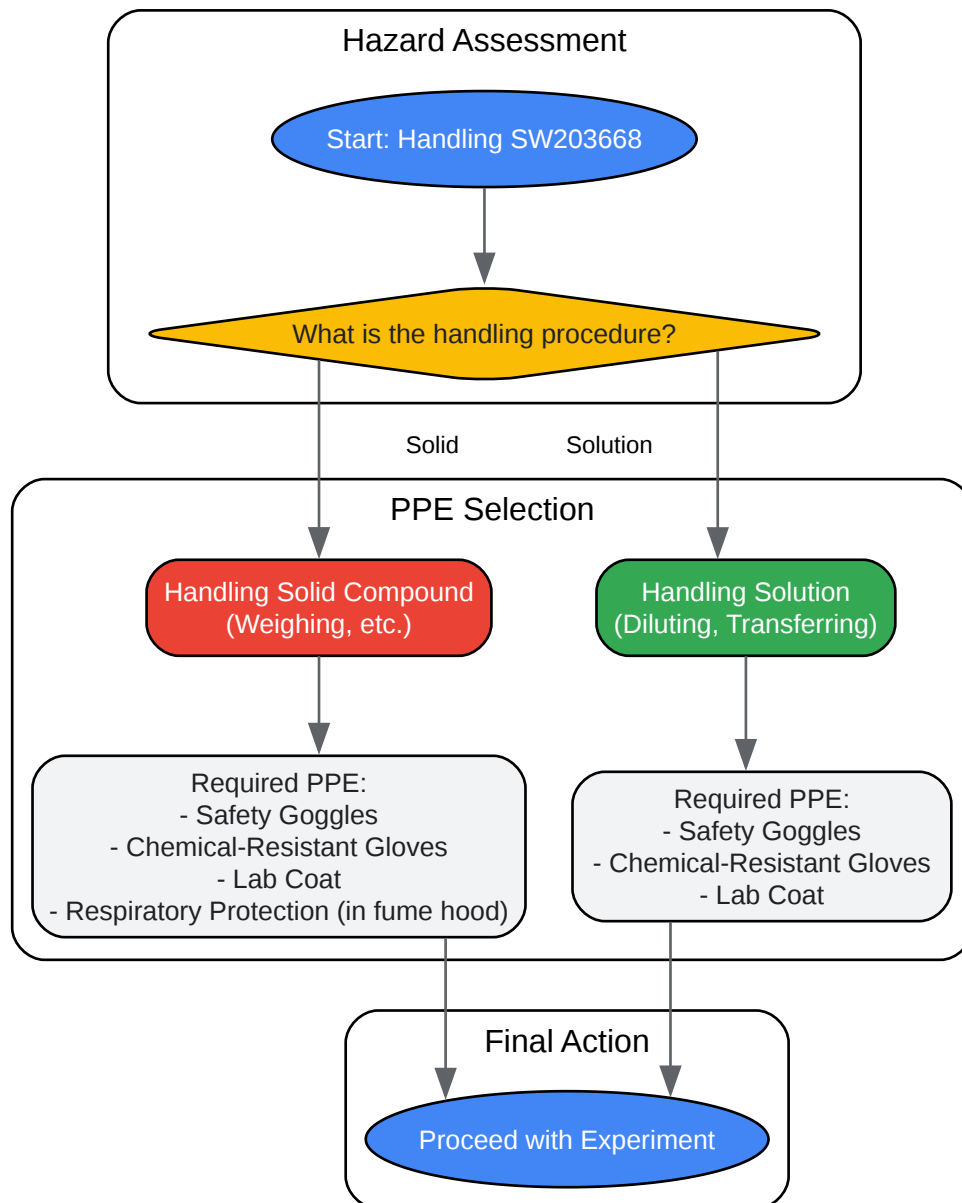 Hazard Assessment
Start: Handling SW203668
What is the handling procedure?
Solid
Solution
PPE Selection
Handling Solid Compound
(Weighing, etc.)
Handling Solution
(Diluting, Transferring)
Required PPE:
- Safety Goggles
- Chemical-Resistant Gloves
- Lab Coat
- Respiratory Protection (in fume hood)
Required PPE:
- Safety Goggles
- Chemical-Resistant Gloves
- Lab Coat
Final Action
Proceed with Experiment